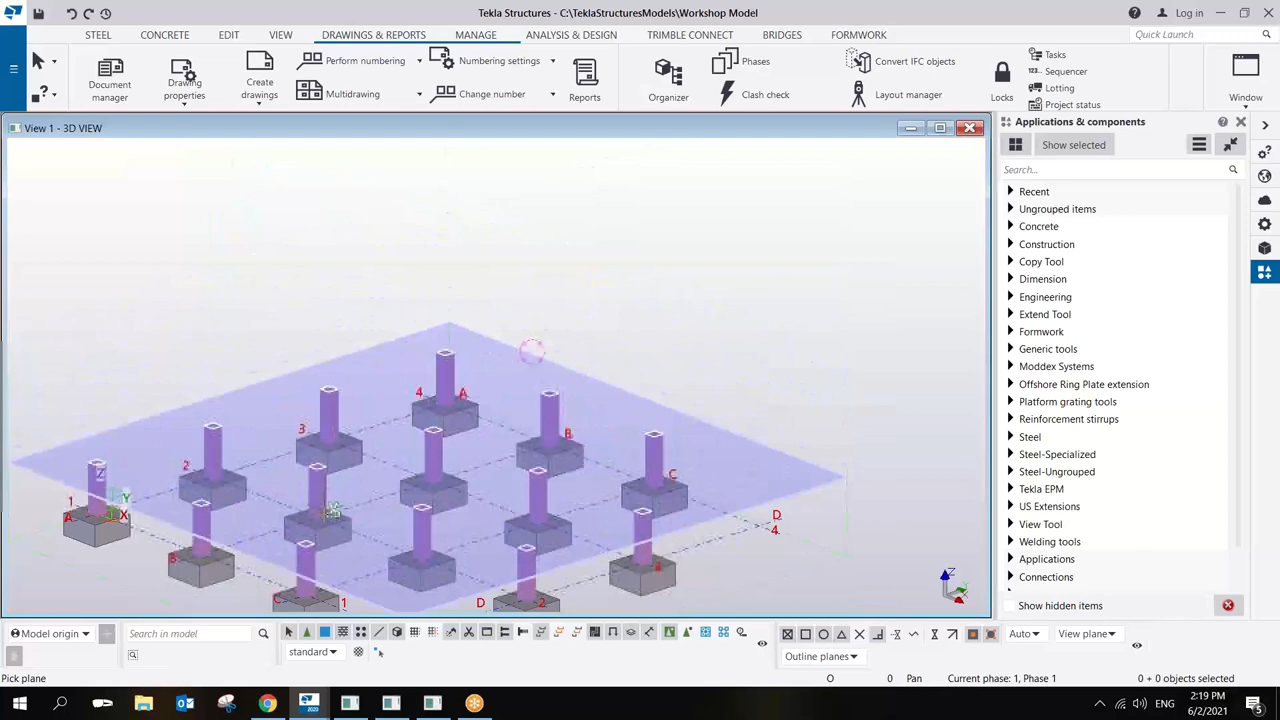 Tekla Structures - C:\TeklaStructuresModels\Workshop Model
Log in
STEEL CONCRETE EDIT VIEW DRAWINGS & REPORTS MANAGE ANALYSIS & DESIGN TRIMBLE CONNECT BRIDGES FORMWORK
Quick Launch
Document manager
Drawing properties
Create drawings
Perform numbering
Multidrawing
Numbering settings
Change number
Reports
Organizer
Phases
Clash check
Convert IFC objects
Layout manager
Locks
Tasks
Sequencer
Lotting
Project status
Window
View 1 - 3D VIEW
Applications & components
Show selected
Search...
Recent
Ungrouped items
Concrete
Construction
Copy Tool
Dimension
Engineering
Extend Tool
Formwork
Generic tools
Moddex Systems
Offshore Ring Plate extension
Platform grating tools
Reinforcement stirrups
Steel
Steel-Specialized
Steel-Ungrouped
Tekla EPM
US Extensions
View Tool
Welding tools
Applications
Connections
Show hidden items
4 A
3 B
2 C
1 A
Z Y X
D
4
B
C 1 D 2
Z
Model origin
Search in model
standard
Auto
View plane
Outline planes
Pick plane
O 0 Pan Current phase: 1, Phase 1 0 + 0 objects selected
2020
ENG
2:19 PM
6/2/2021
5